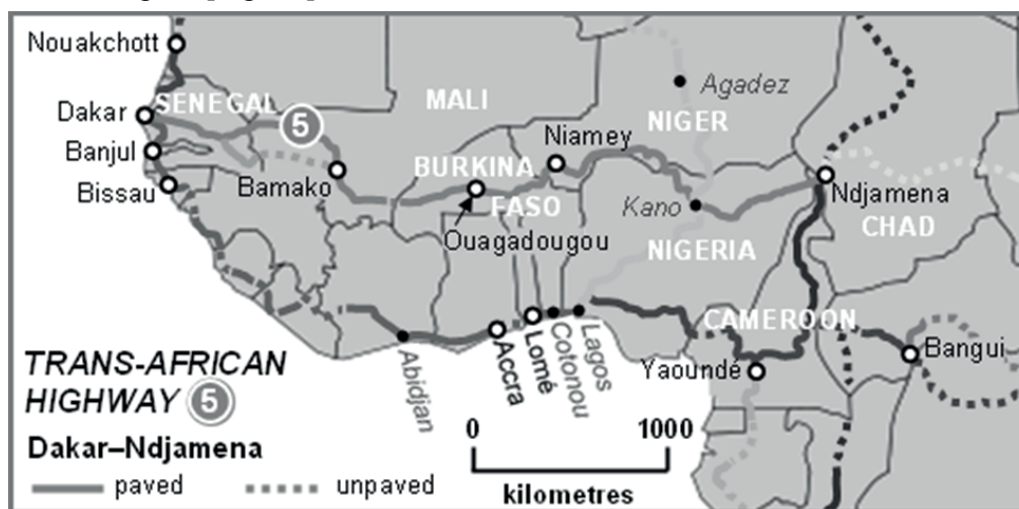 Nouakchott
Agadez
MALI
SENEGAL
Dakar
5
NIGER
Niamey
Banjul
BURKINA
Bissau
Bamako
Ndjamena
FASO
Kano
CHAD
Ouagadougou
NIGERIA
CAMEROON
Bangui
Yaoundé
Abidjan
Accra
Lomé
Cotonou
Lagos
TRANS-AFRICAN
HIGHWAY 5
Dakar–Ndjamena
paved
unpaved
0 1000
kilometres